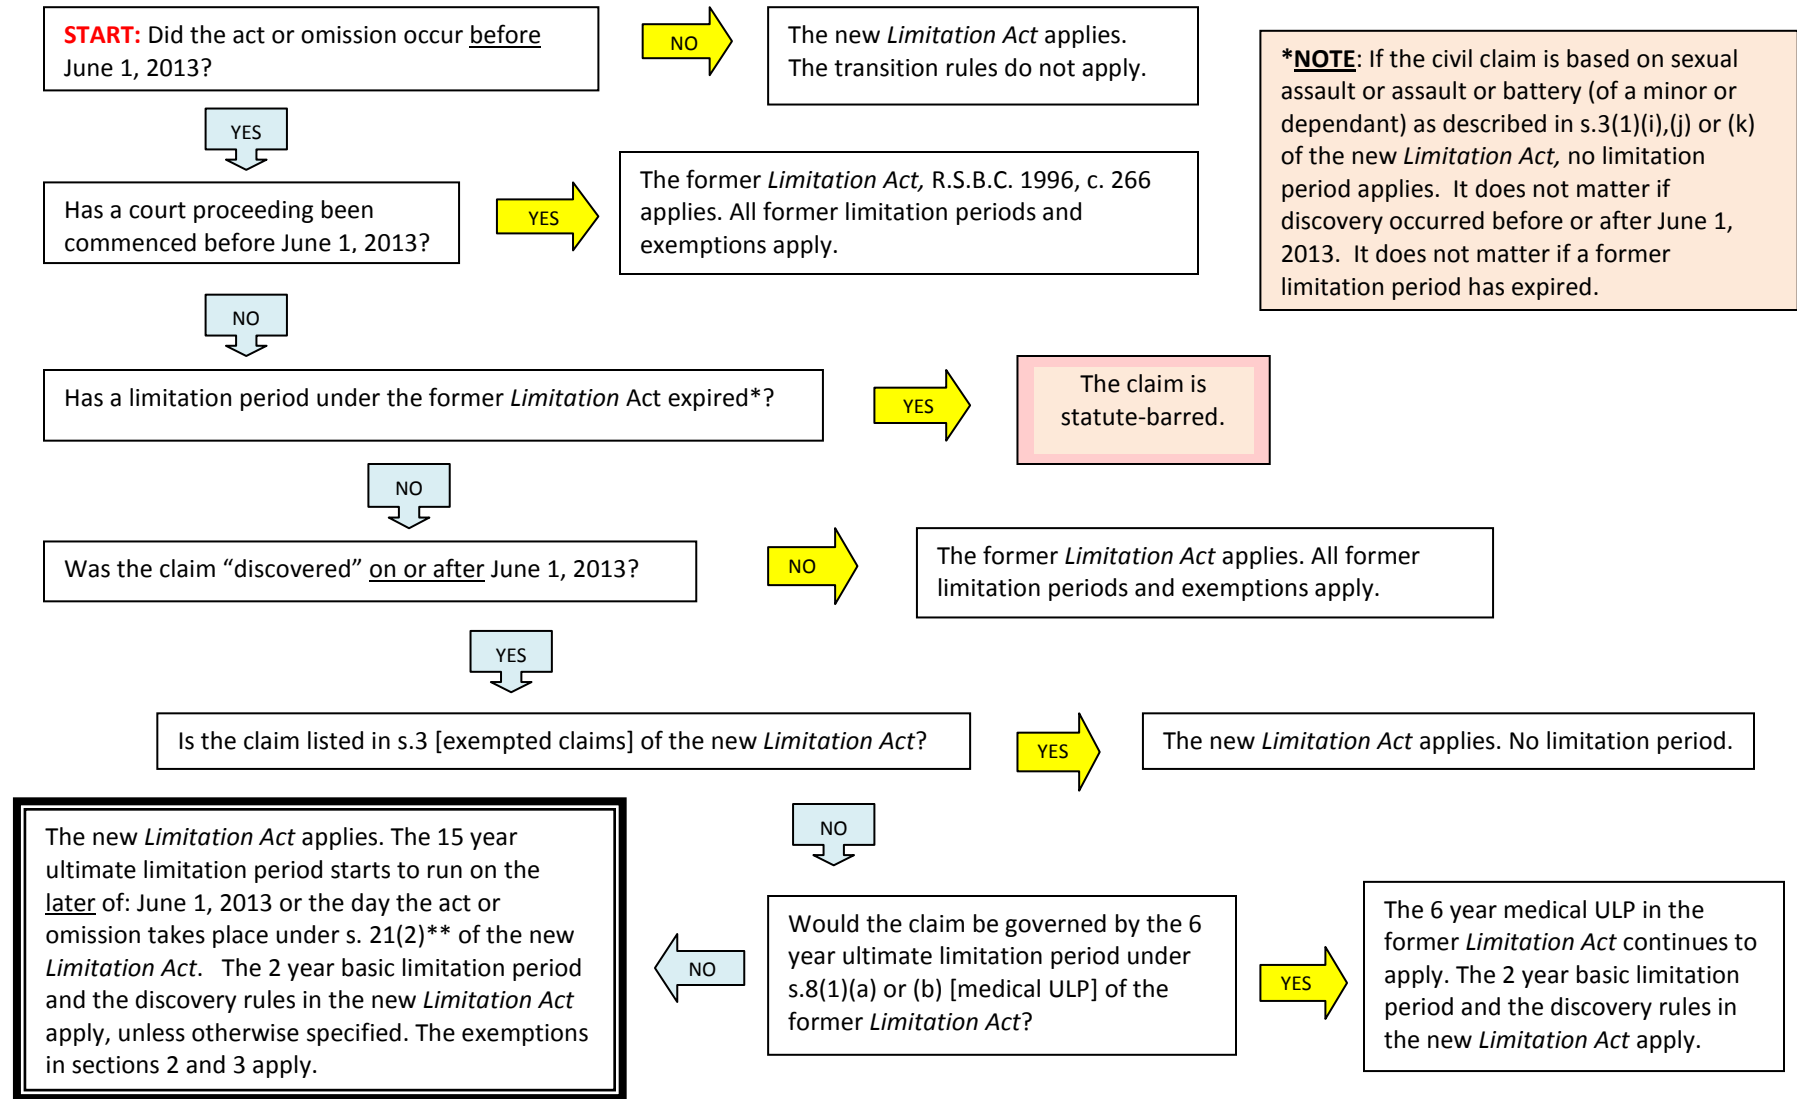 START: Did the act or omission occur before
June 1, 2013?
NO
The new Limitation Act applies.
The transition rules do not apply.
*NOTE: If the civil claim is based on sexual
assault or assault or battery (of a minor or
dependant) as described in s.3(1)(i),(j) or (k)
of the new Limitation Act, no limitation
period applies.  It does not matter if
discovery occurred before or after June 1,
2013.  It does not matter if a former
limitation period has expired.
YES
Has a court proceeding been
commenced before June 1, 2013?
YES
The former Limitation Act, R.S.B.C. 1996, c. 266
applies. All former limitation periods and
exemptions apply.
NO
Has a limitation period under the former Limitation Act expired*?
YES
The claim is
statute-barred.
NO
Was the claim “discovered” on or after June 1, 2013?
NO
The former Limitation Act applies. All former
limitation periods and exemptions apply.
YES
Is the claim listed in s.3 [exempted claims] of the new Limitation Act?
YES
The new Limitation Act applies. No limitation period.
NO
The new Limitation Act applies. The 15 year
ultimate limitation period starts to run on the
later of: June 1, 2013 or the day the act or
omission takes place under s. 21(2)** of the new
Limitation Act.   The 2 year basic limitation period
and the discovery rules in the new Limitation Act
apply, unless otherwise specified. The exemptions
in sections 2 and 3 apply.
NO
Would the claim be governed by the 6
year ultimate limitation period under
s.8(1)(a) or (b) [medical ULP] of the
former Limitation Act?
YES
The 6 year medical ULP in the
former Limitation Act continues to
apply. The 2 year basic limitation
period and the discovery rules in
the new Limitation Act apply.